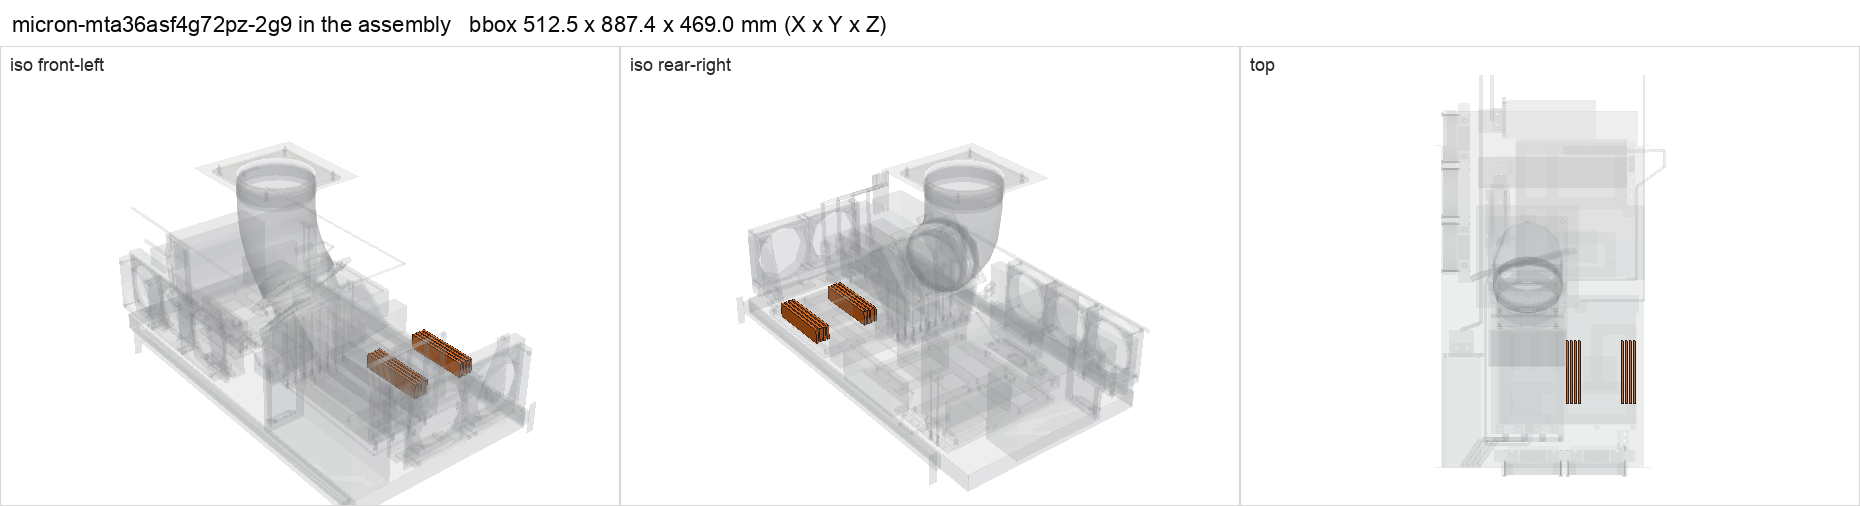 micron-mta36asf4g72pz-2g9 in the assembly   bbox 512.5 x 887.4 x 469.0 mm (X x Y x Z)
iso front-left
iso rear-right
top